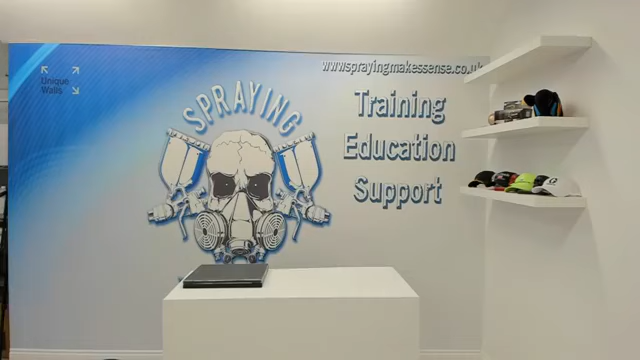 www.sprayingmakessense.co.uk
Unique
Walls
SPRAYING
Training
Education
Support